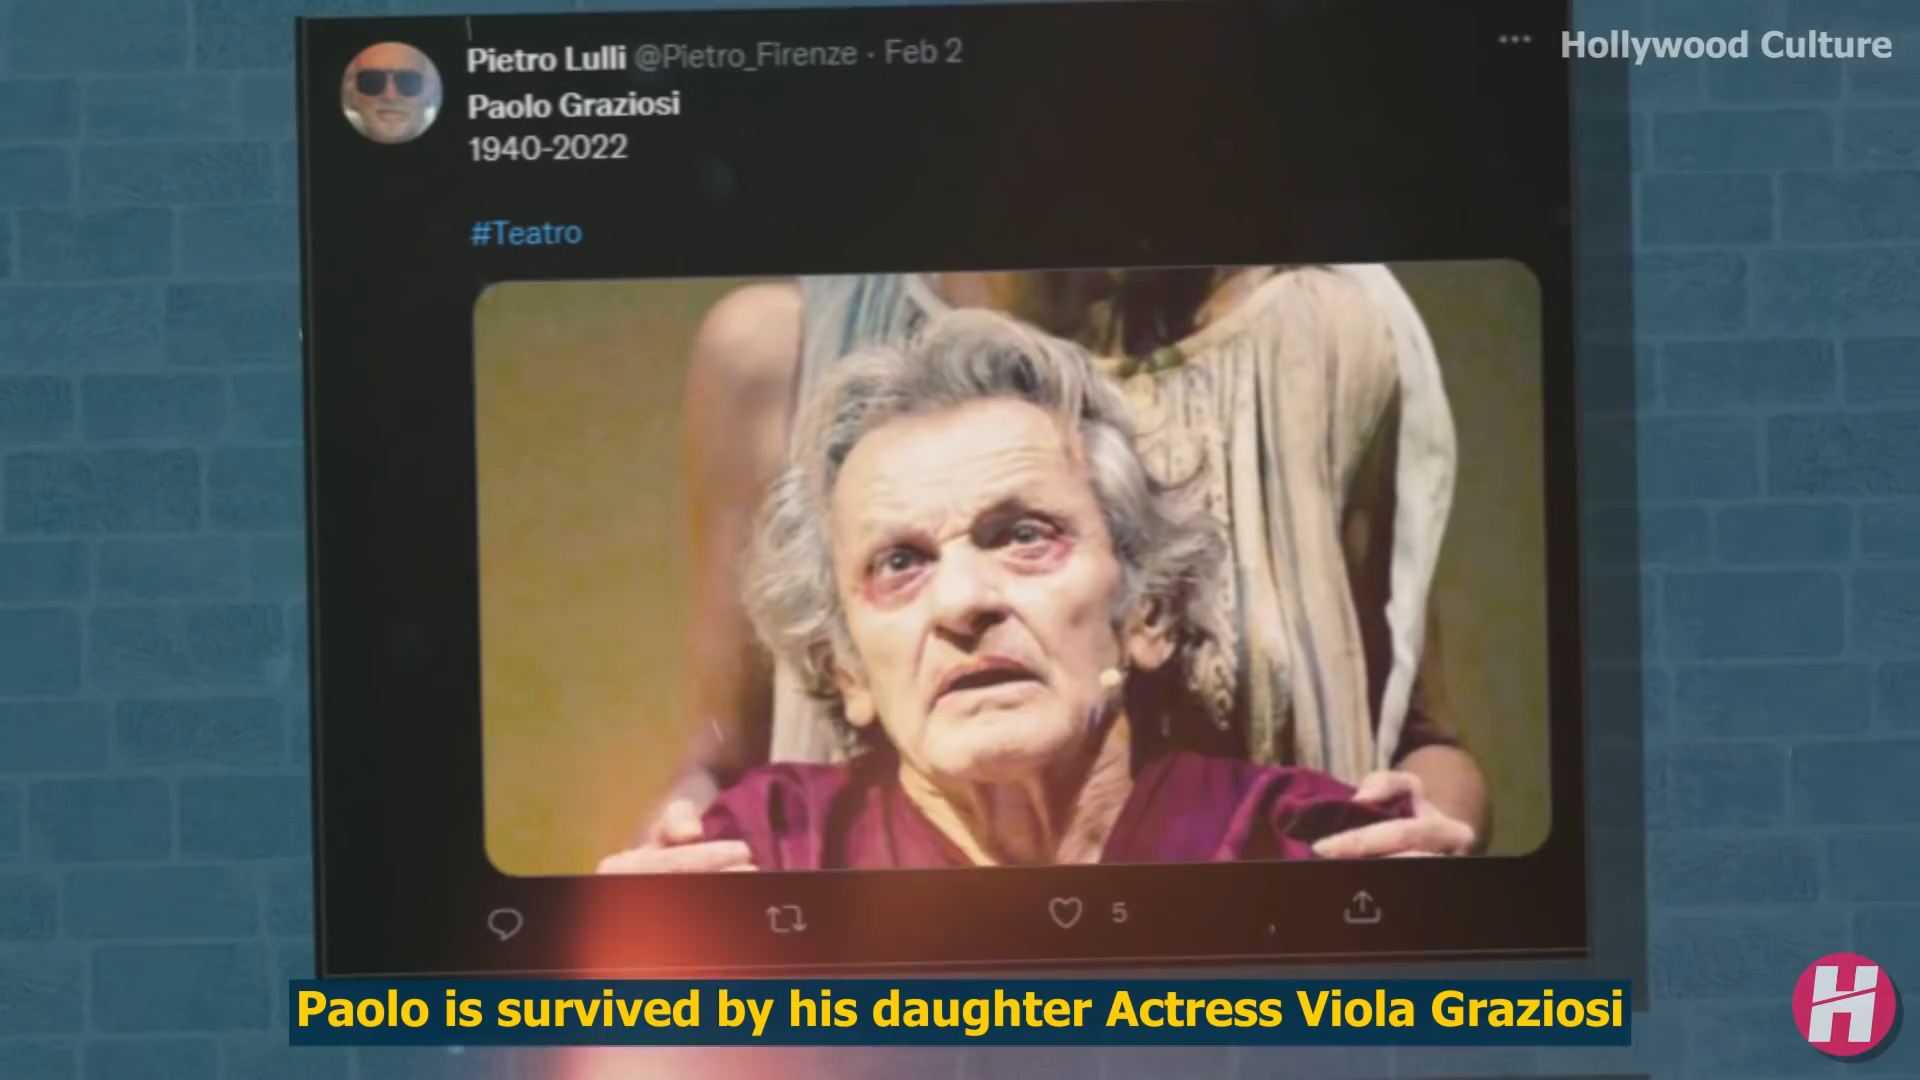 Pietro Lulli @Pietro_Firenze · Feb 2
Hollywood Culture
Paolo Graziosi
1940-2022
#Teatro
5
Paolo is survived by his daughter Actress Viola Graziosi
H